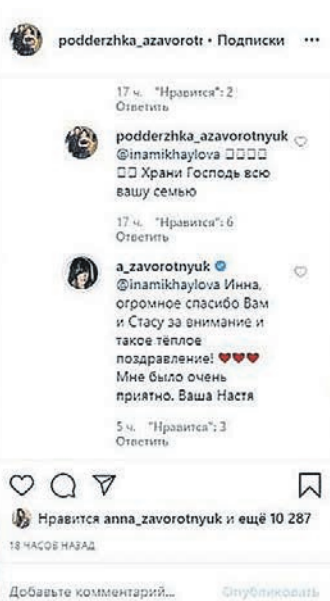 podderzhka_azavorotr • Подписки
17 ч. "Нравится": 2
Ответить
podderzhka_azavorotnyuk
@inamikhaylova □□□□
□□ Храни Господь всю
вашу семью
17 ч. "Нравится": 6
Ответить
a_zavorotnyuk
@inamikhaylova Инна,
огромное спасибо Вам
и Стасу за внимание и
такое тёплое
поздравление! ❤❤❤
Мне было очень
приятно. Ваша Настя
5 ч. "Нравится": 3
Ответить
Нравится anna_zavorotnyuk и ещё 10 287
18 ЧАСОВ НАЗАД
Добавьте комментарий... Опубликовать